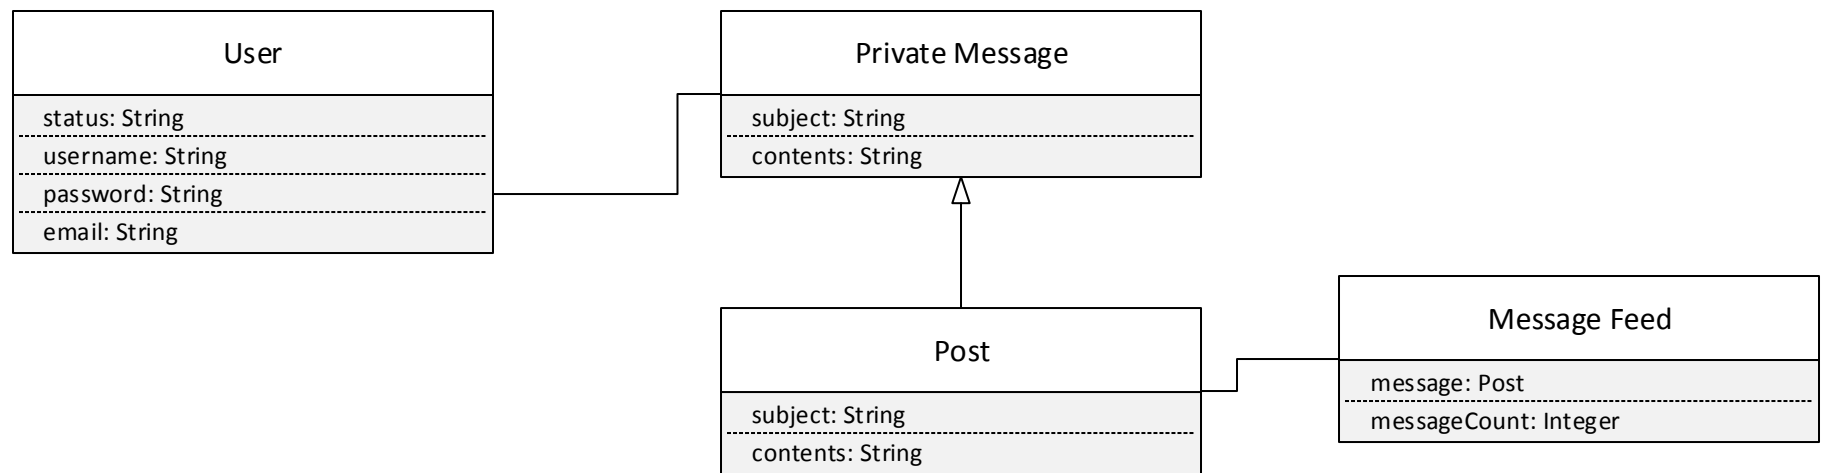 User
status: String
username: String
password: String
email: String
Private Message
subject: String
contents: String
Post
subject: String
contents: String
Message Feed
message: Post
messageCount: Integer